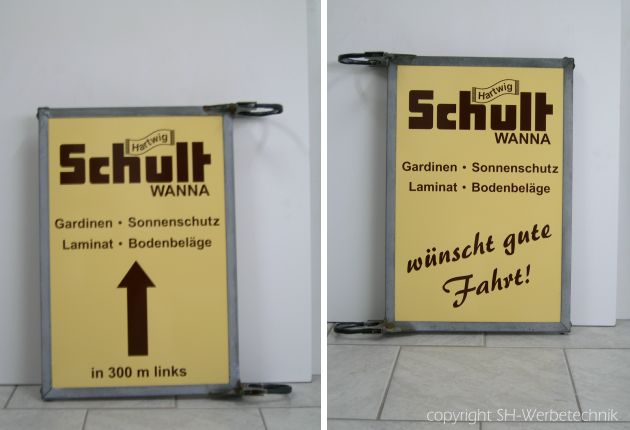 Hartwig
Schult
WANNA
Gardinen • Sonnenschutz
Laminat • Bodenbeläge
in 300 m links
Hartwig
Schult
WANNA
Gardinen • Sonnenschutz
Laminat • Bodenbeläge
wünscht gute
Fahrt!
copyright SH-Werbetechnik